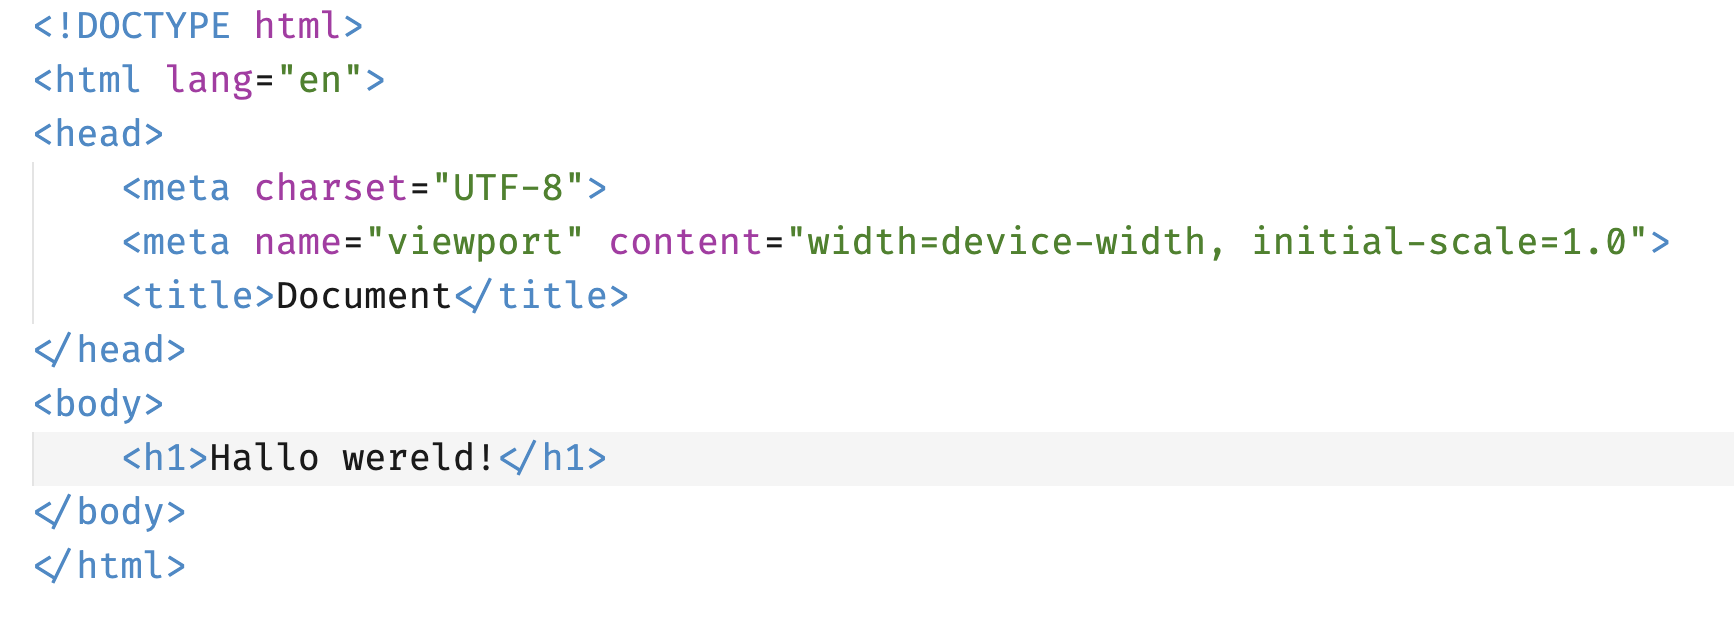 <!DOCTYPE html>
<html lang="en">
<head>
    <meta charset="UTF-8">
    <meta name="viewport" content="width=device-width, initial-scale=1.0">
    <title>Document</title>
</head>
<body>
    <h1>Hallo wereld!</h1>
</body>
</html>